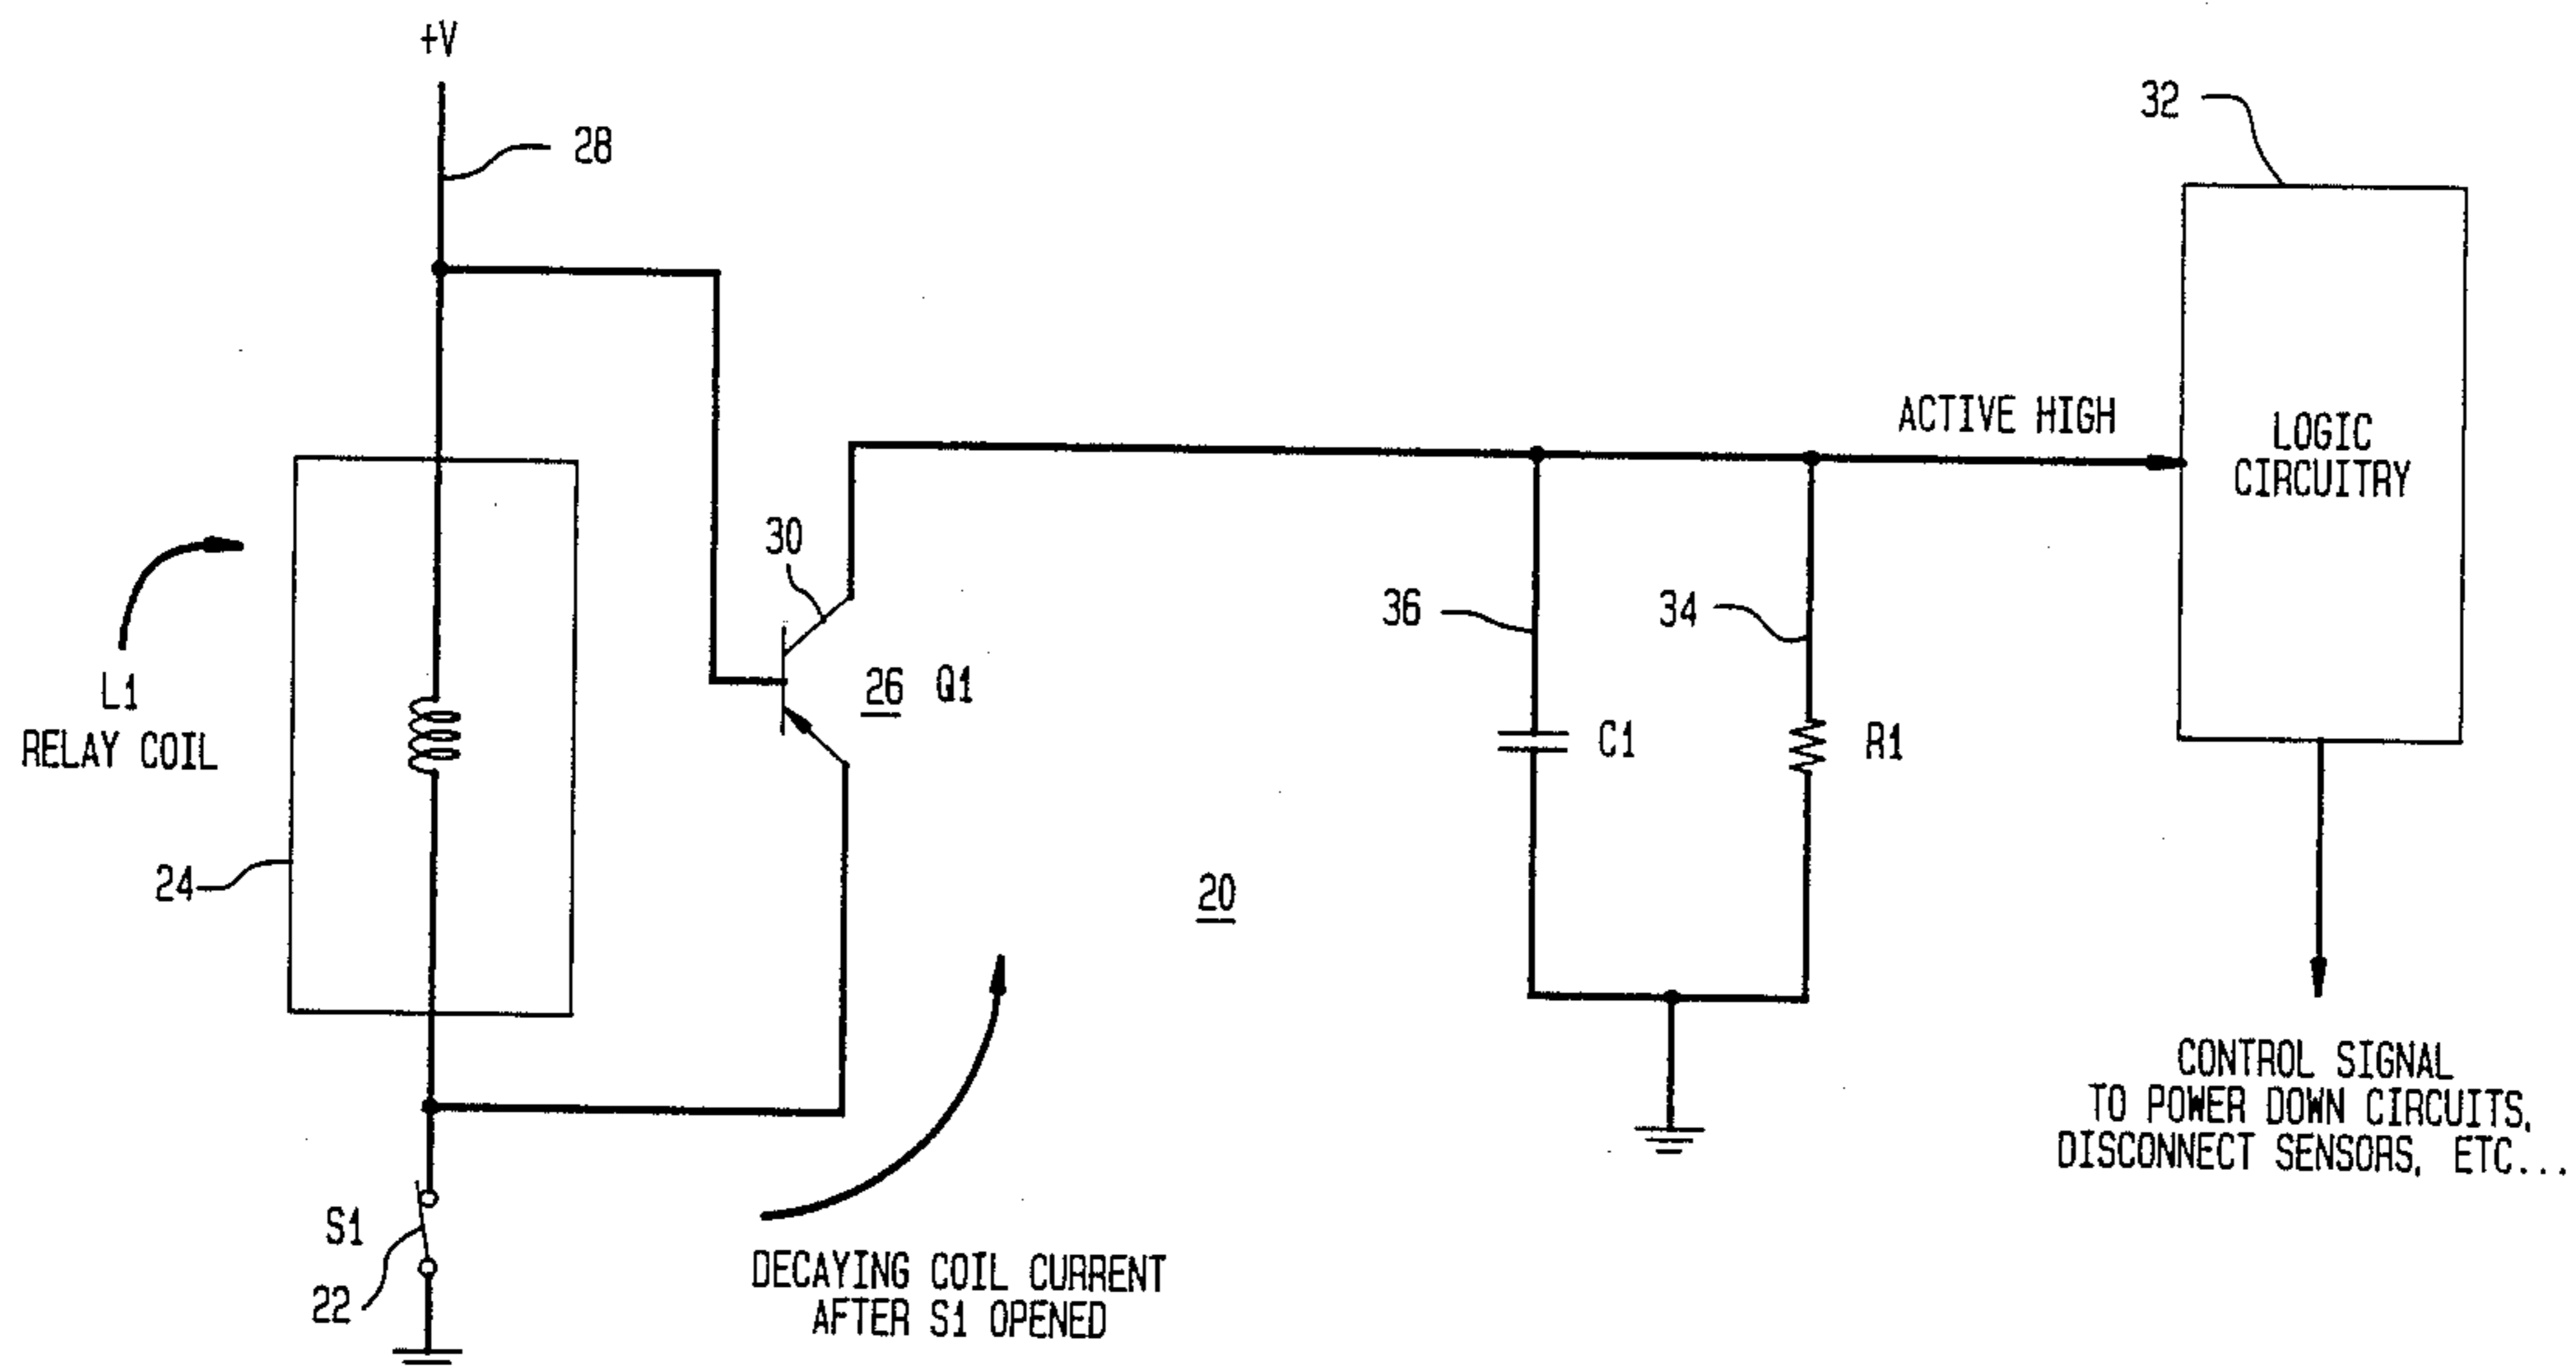 +V
28
32
ACTIVE HIGH
LOGIC
CIRCUITRY
30
36
34
L1
RELAY COIL
26 Q1
C1
R1
24
20
S1
22
DECAYING COIL CURRENT
AFTER S1 OPENED
CONTROL SIGNAL
TO POWER DOWN CIRCUITS,
DISCONNECT SENSORS, ETC...